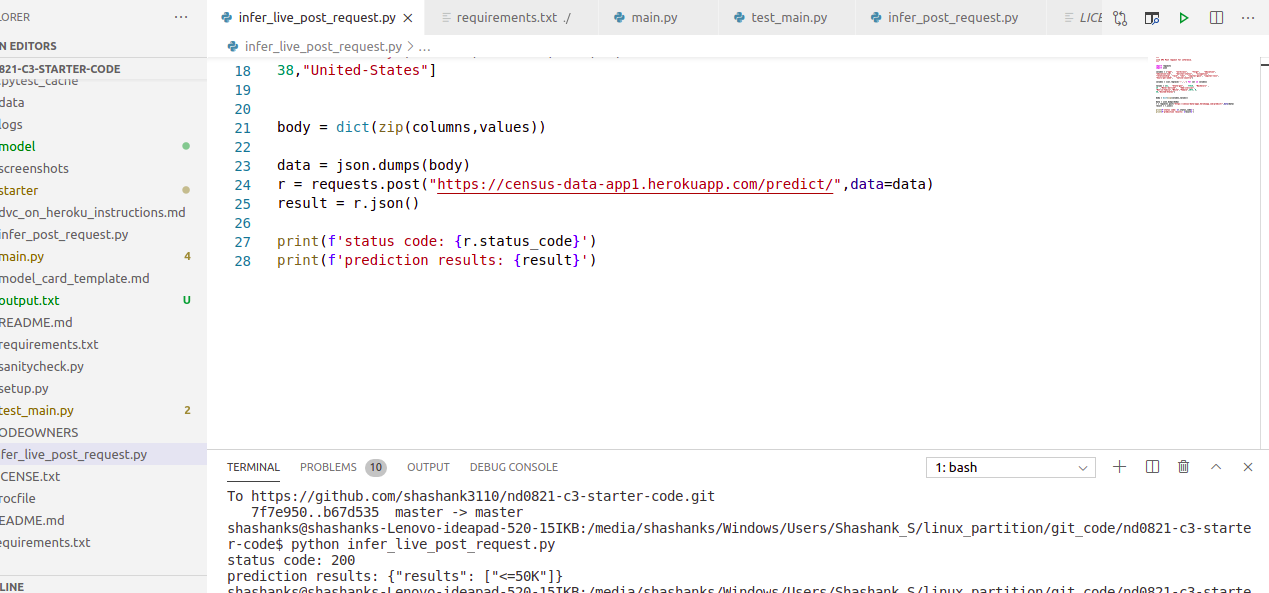 LORER ...
infer_live_post_request.py
requirements.txt ./
main.py
test_main.py
infer_post_request.py
LICE
N EDITORS
infer_live_post_request.py > ...
821-C3-STARTER-CODE
pytest_cache
data
logs
model
screenshots
starter
dvc_on_heroku_instructions.md
infer_post_request.py
main.py 4
model_card_template.md
output.txt U
README.md
requirements.txt
sanitycheck.py
setup.py
test_main.py 2
ODEOWNERS
fer_live_post_request.py
CENSE.txt
rocfile
EADME.md
equirements.txt
LINE
18 38,"United-States"]
19
20
21 body = dict(zip(columns,values))
22
23 data = json.dumps(body)
24 r = requests.post("https://census-data-app1.herokuapp.com/predict/",data=data)
25 result = r.json()
26
27 print(f'status code: {r.status_code}')
28 print(f'prediction results: {result}')
TERMINAL PROBLEMS 10 OUTPUT DEBUG CONSOLE 1: bash
To https://github.com/shashank3110/nd0821-c3-starter-code.git
7f7e950..b67d535 master -> master
shashanks@shashanks-Lenovo-ideapad-520-15IKB:/media/shashanks/Windows/Users/Shashank_S/linux_partition/git_code/nd0821-c3-starte
r-code$ python infer_live_post_request.py
status code: 200
prediction results: {"results": ["<=50K"]}
shashanks@shashanks-Lenovo-ideapad-520-15IKB:/media/shashanks/Windows/Users/Shashank_S/linux_partition/git_code/nd0821-c3-starte